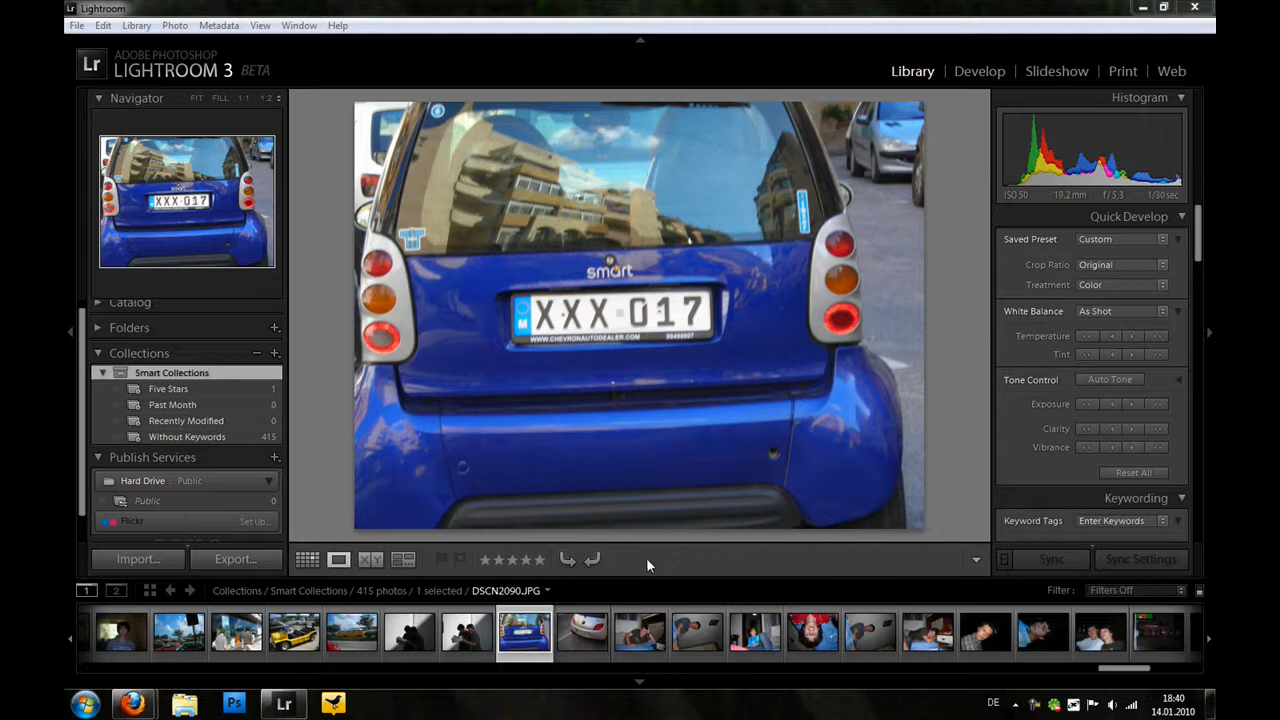 Lightroom
File Edit Library Photo Metadata View Window Help
Lr ADOBE PHOTOSHOP
LIGHTROOM 3 BETA
Library Develop Slideshow Print Web
Navigator FIT FILL 1:1 1:2
Histogram
ISO 50 19.2 mm f / 5,3 1/30 sec
Quick Develop
Saved Preset Custom
Crop Ratio Original
Treatment Color
White Balance As Shot
Temperature
Tint
Tone Control Auto Tone
Exposure
Clarity
Vibrance
Reset All
Keywording
Keyword Tags Enter Keywords
Sync Sync Settings
smart
XXX 017
M
WWW.CHEVRONAUTODEALER.COM
Catalog
Folders
Collections
Smart Collections
Five Stars 1
Past Month 0
Recently Modified 0
Without Keywords 415
Publish Services
Hard Drive : Public
Public 0
Flickr Set Up...
Import... Export...
XY
1 2 Collections / Smart Collections / 415 photos / 1 selected / DSCN2090.JPG
Filter : Filters Off
Ps Lr
DE 18:40
14.01.2010